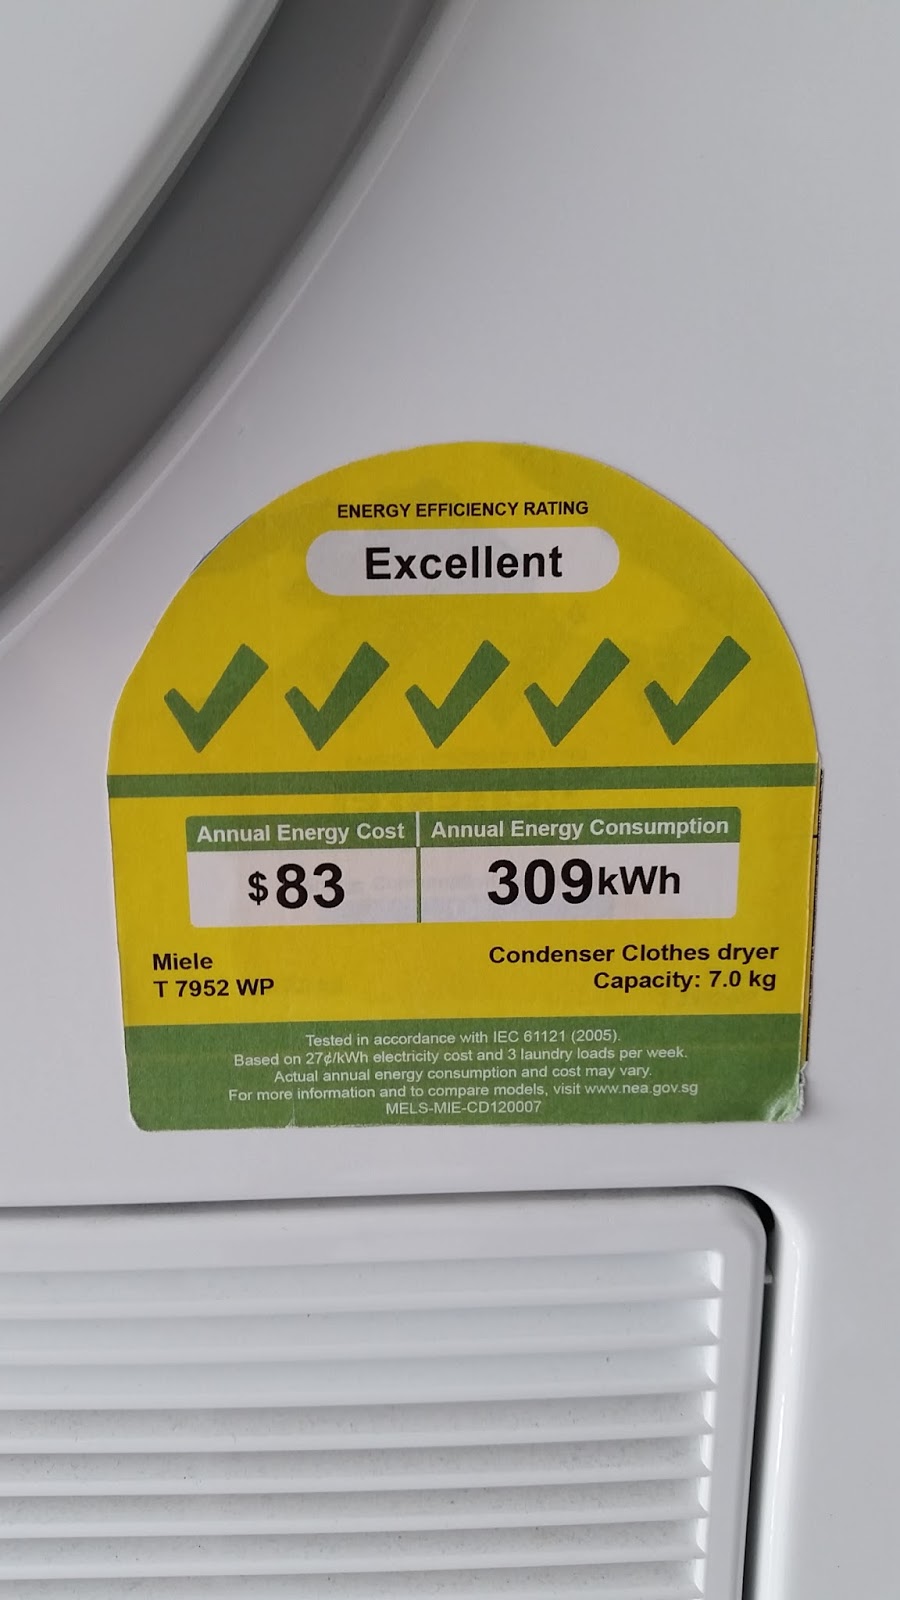 ENERGY EFFICIENCY RATING
Excellent
Annual Energy Cost
Annual Energy Consumption
$83
309kWh
Miele
T 7952 WP
Condenser Clothes dryer
Capacity: 7.0 kg
Tested in accordance with IEC 61121 (2005).
Based on 27¢/kWh electricity cost and 3 laundry loads per week.
Actual annual energy consumption and cost may vary.
For more information and to compare models, visit www.nea.gov.sg
MELS-MIE-CD120007